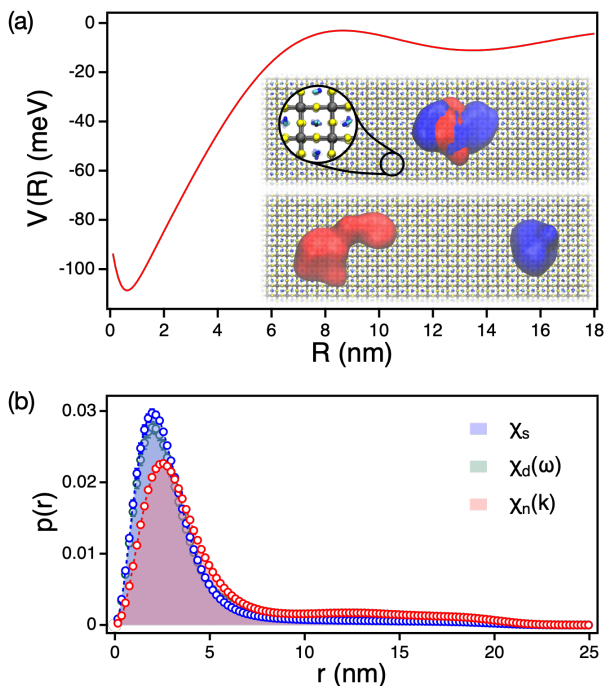 (a)
0
-20
-40
-60
-80
-100
V(R) (meV)
0 2 4 6 8 10 12 14 16 18
R (nm)
(b)
0.03
0.02
0.01
0
p(r)
χs
χd(ω)
χn(k)
0 5 10 15 20 25
r (nm)